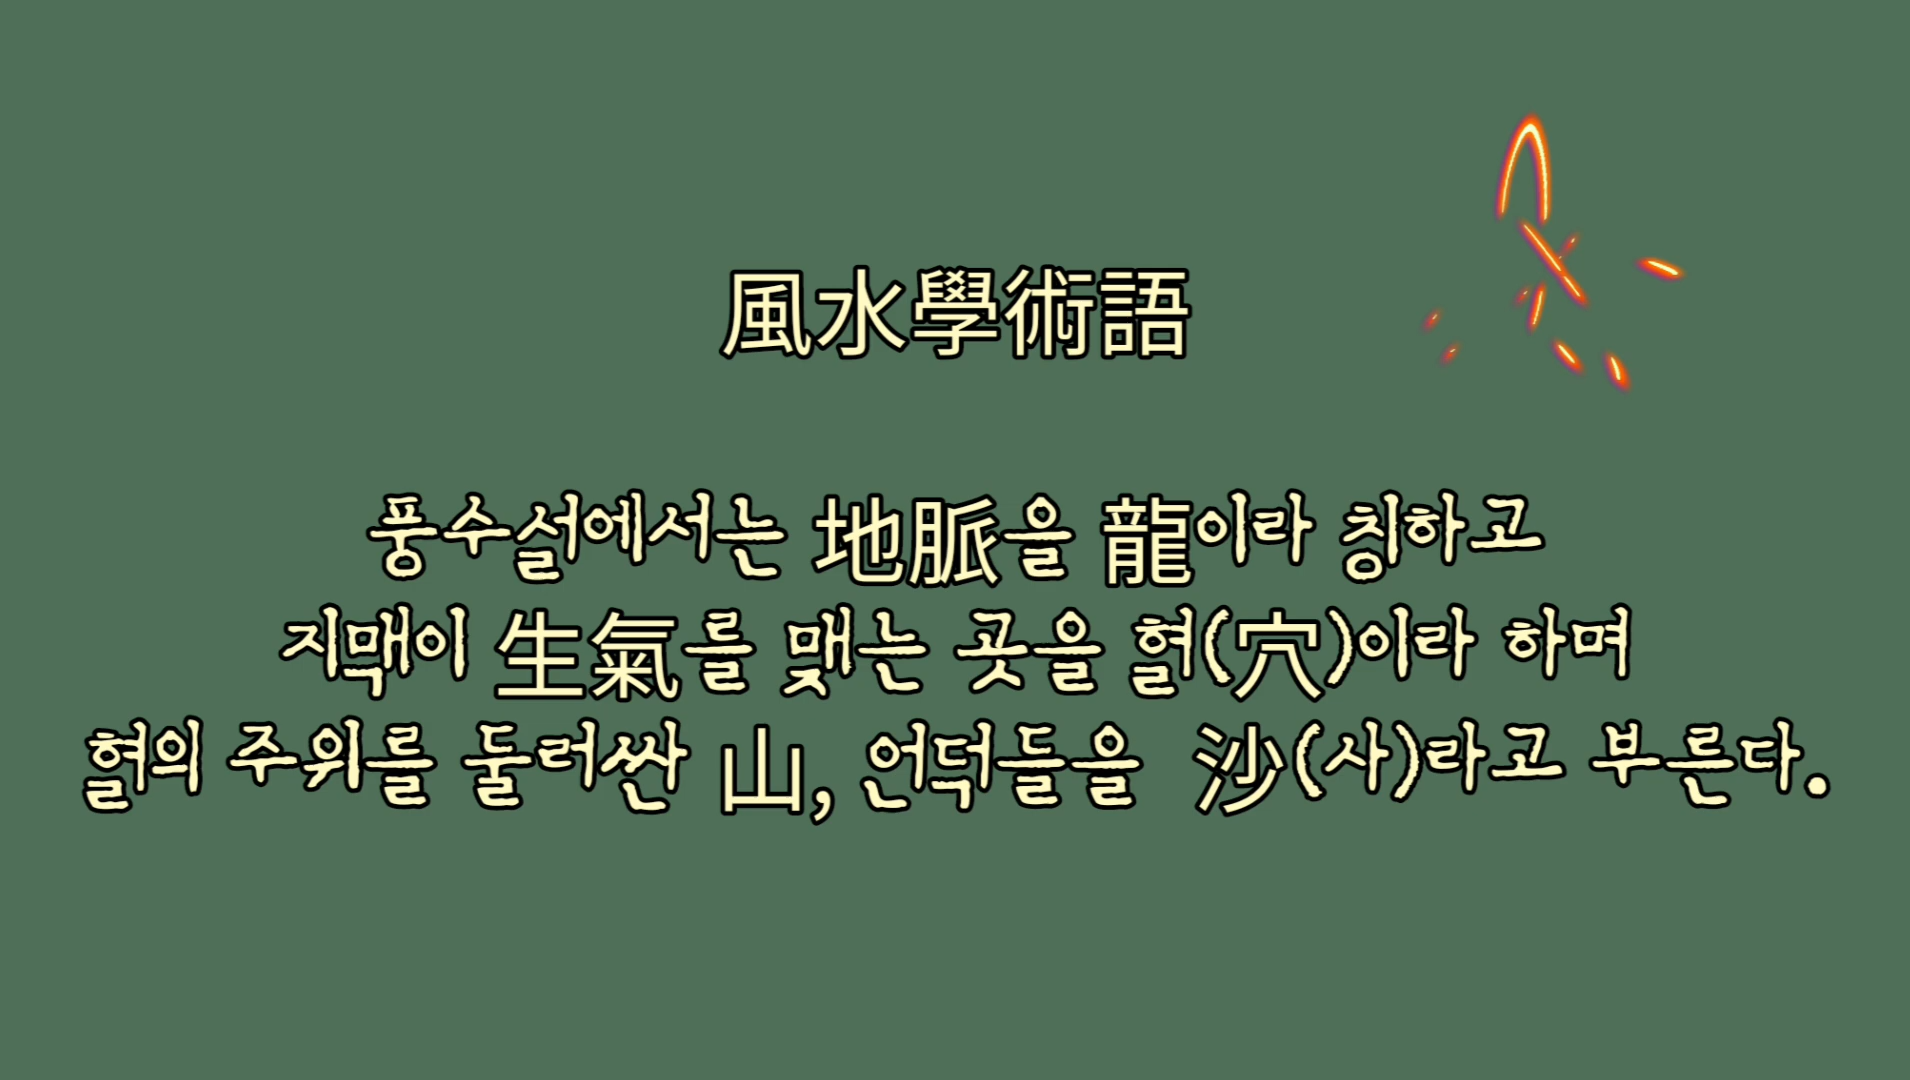 風水學術語
풍수설에서는 地脈을 龍이라 칭하고
지맥이 生氣를 맺는 곳을 혈(穴)이라 하며
혈의 주위를 둘러싼 山, 언덕들을 沙(사)라고 부른다.